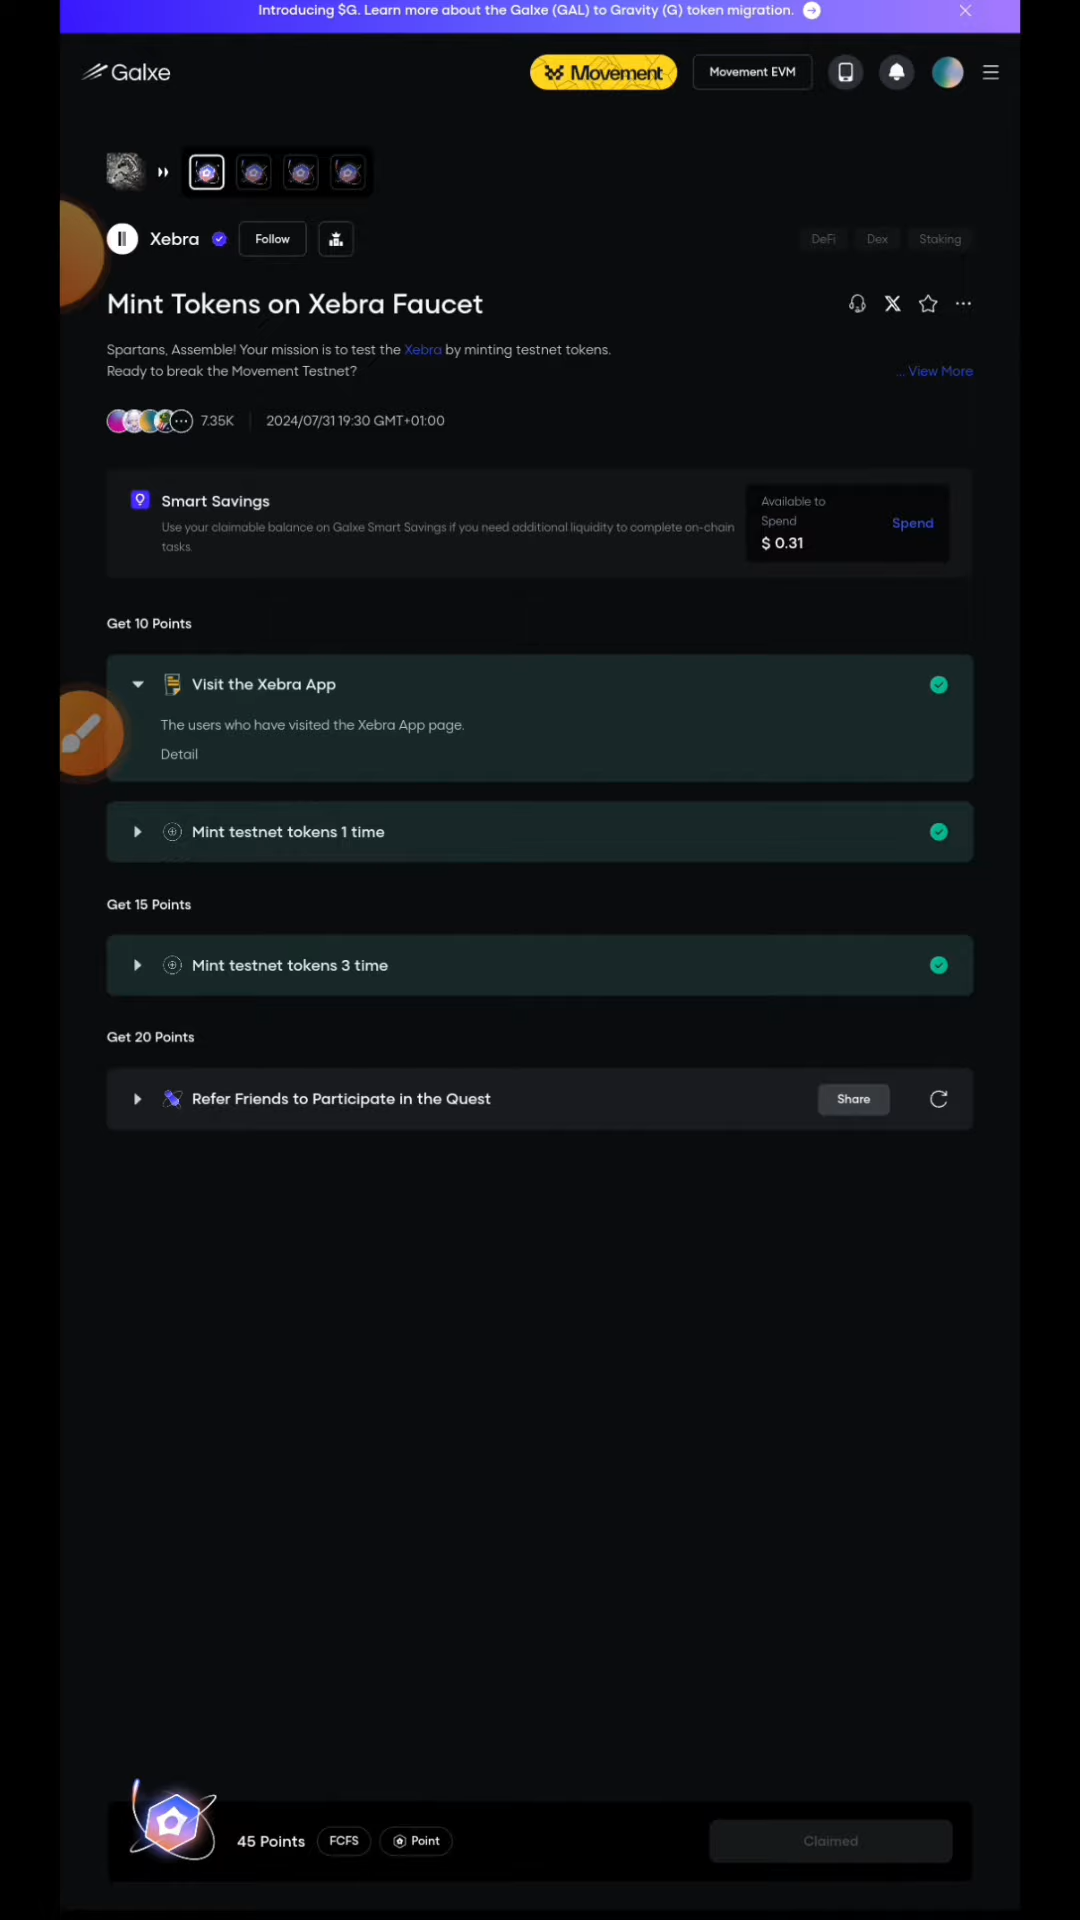 Introducing $G. Learn more about the Galxe (GAL) to Gravity (G) token migration.
Galxe
Movement
Movement EVM
Xebra
Follow
DeFi
Dex
Staking
Mint Tokens on Xebra Faucet
Spartans, Assemble! Your mission is to test the Xebra by minting testnet tokens.
Ready to break the Movement Testnet?
... View More
7.35K
2024/07/31 19:30 GMT+01:00
Smart Savings
Use your claimable balance on Galxe Smart Savings if you need additional liquidity to complete on-chain
tasks.
Available to
Spend
$ 0.31
Spend
Get 10 Points
Visit the Xebra App
The users who have visited the Xebra App page.
Detail
Mint testnet tokens 1 time
Get 15 Points
Mint testnet tokens 3 time
Get 20 Points
Refer Friends to Participate in the Quest
Share
45 Points
FCFS
Point
Claimed